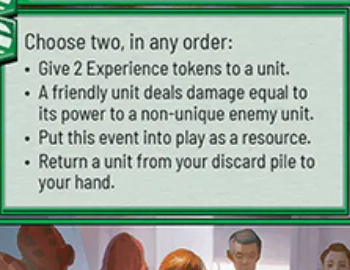 Choose two, in any order:
• Give 2 Experience tokens to a unit.
• A friendly unit deals damage equal to
its power to a non-unique enemy unit.
• Put this event into play as a resource.
• Return a unit from your discard pile to
your hand.